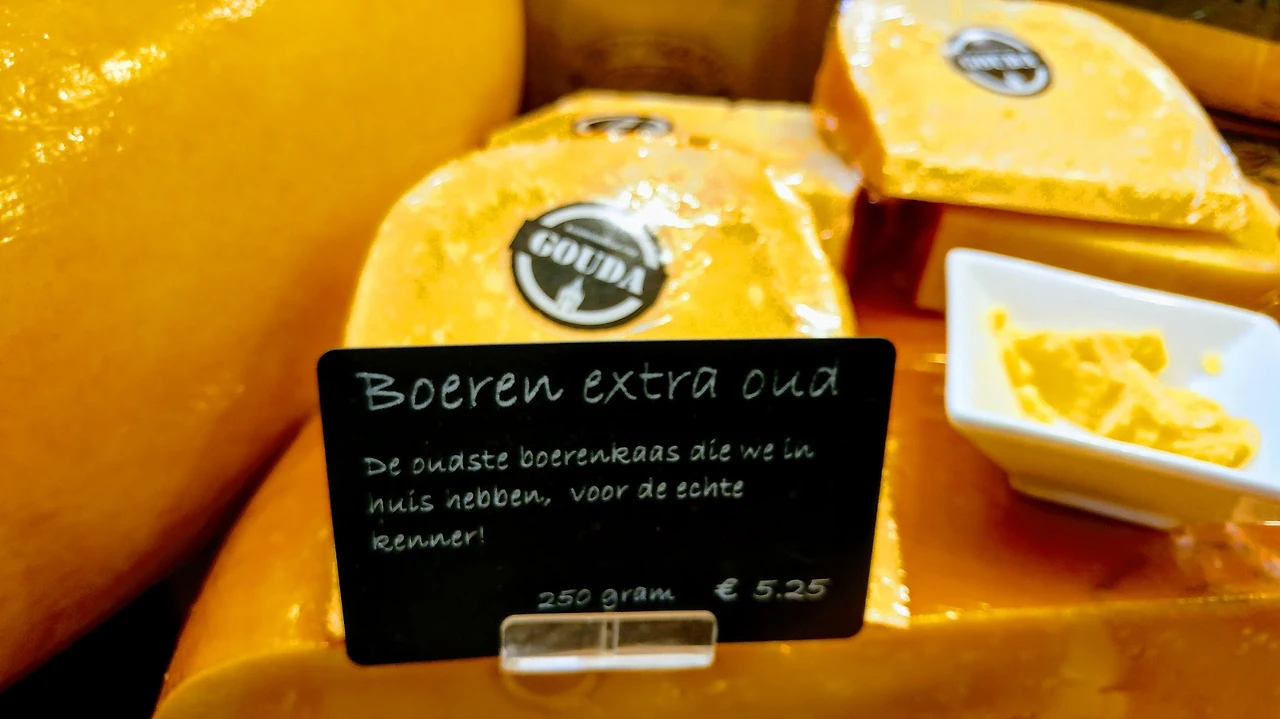 GOUDA
GOUDA
Boeren extra oud
De oudste boerenkaas die we in
huis hebben, voor de echte
kenner!
250 gram € 5.25